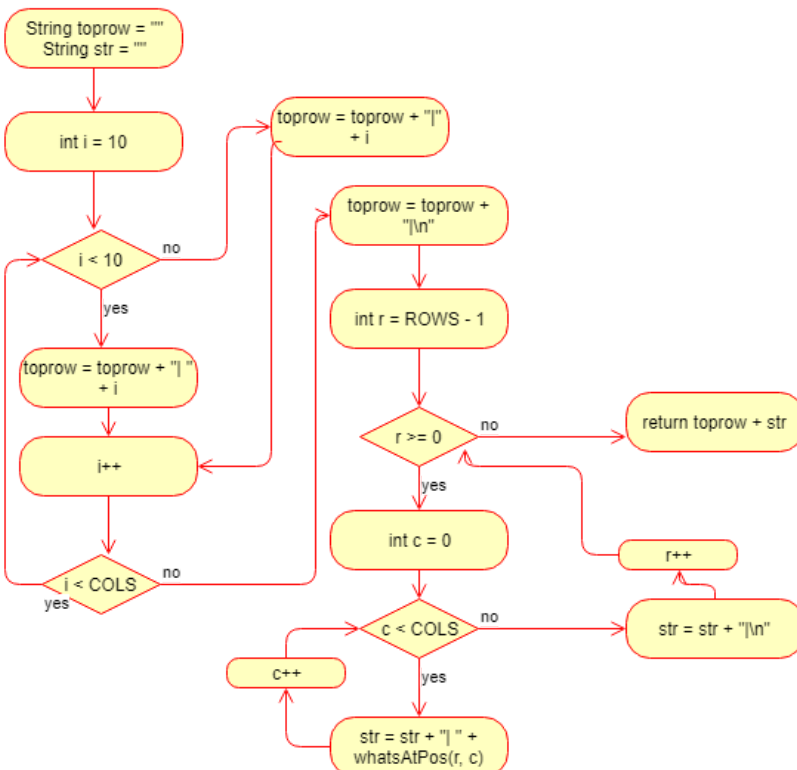 String toprow = ""
String str = ""
int i = 10
toprow = toprow + "|"
+ i
i < 10
no
yes
toprow = toprow + "| "
+ i
i++
i < COLS
no
yes
toprow = toprow +
"|\n"
int r = ROWS - 1
r >= 0
no
return toprow + str
yes
int c = 0
r++
c < COLS
no
str = str + "|\n"
c++
yes
str = str + "| " +
whatsAtPos(r, c)